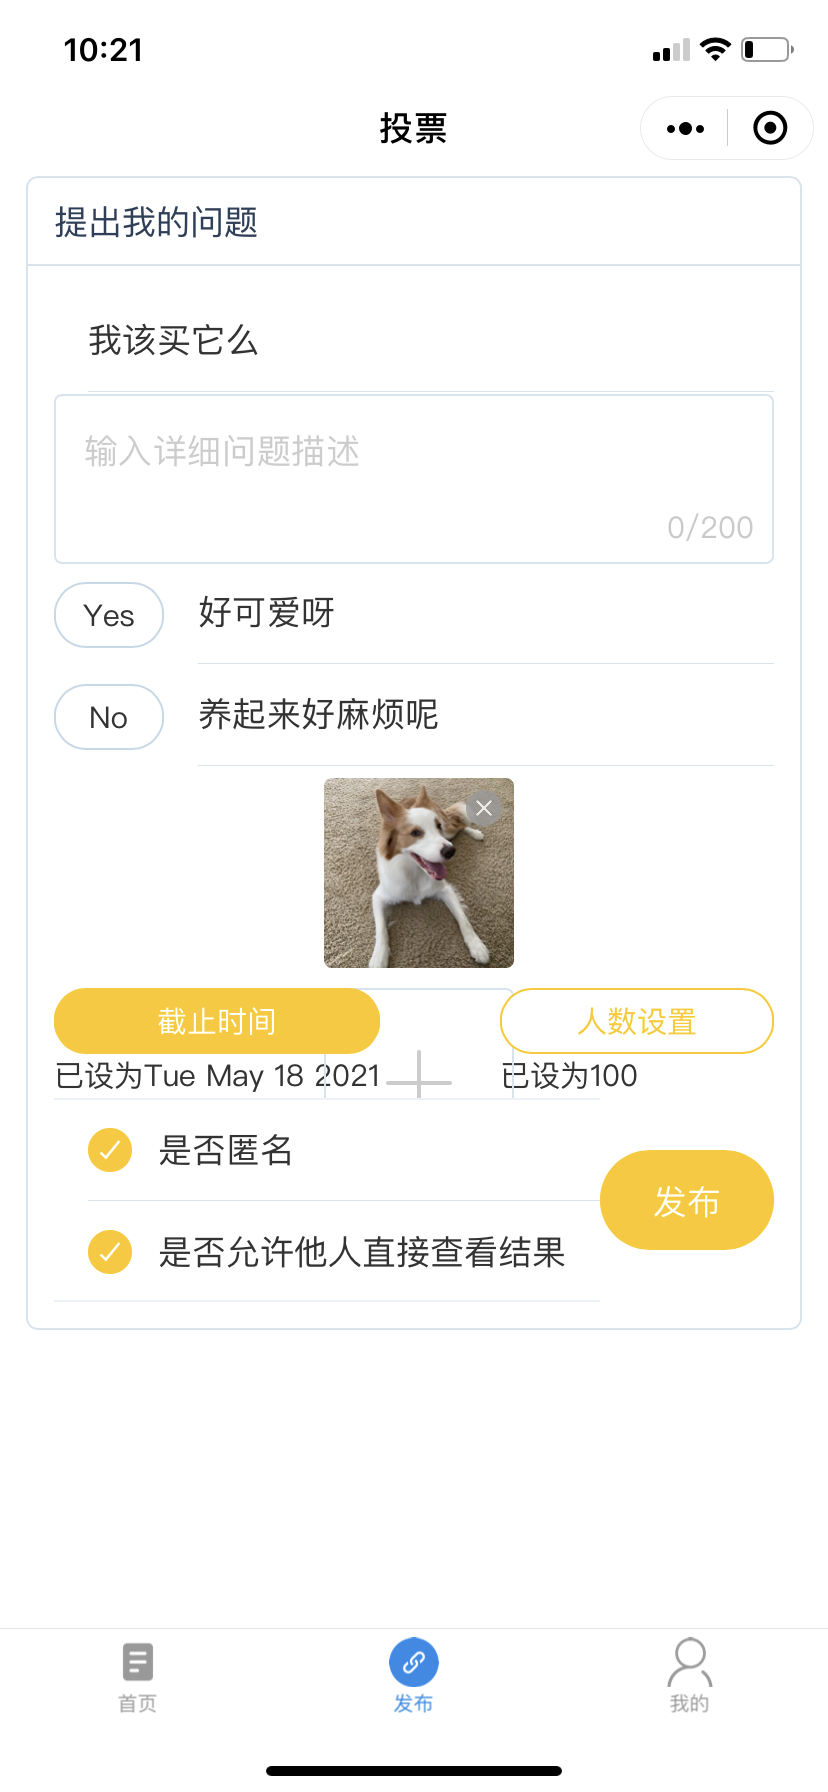 10:21
投票
提出我的问题
我该买它么
输入详细问题描述
0/200
Yes 好可爱呀
No 养起来好麻烦呢
截止时间 人数设置
已设为Tue May 18 2021 已设为100
是否匿名
发布
是否允许他人直接查看结果
首页 发布 我的